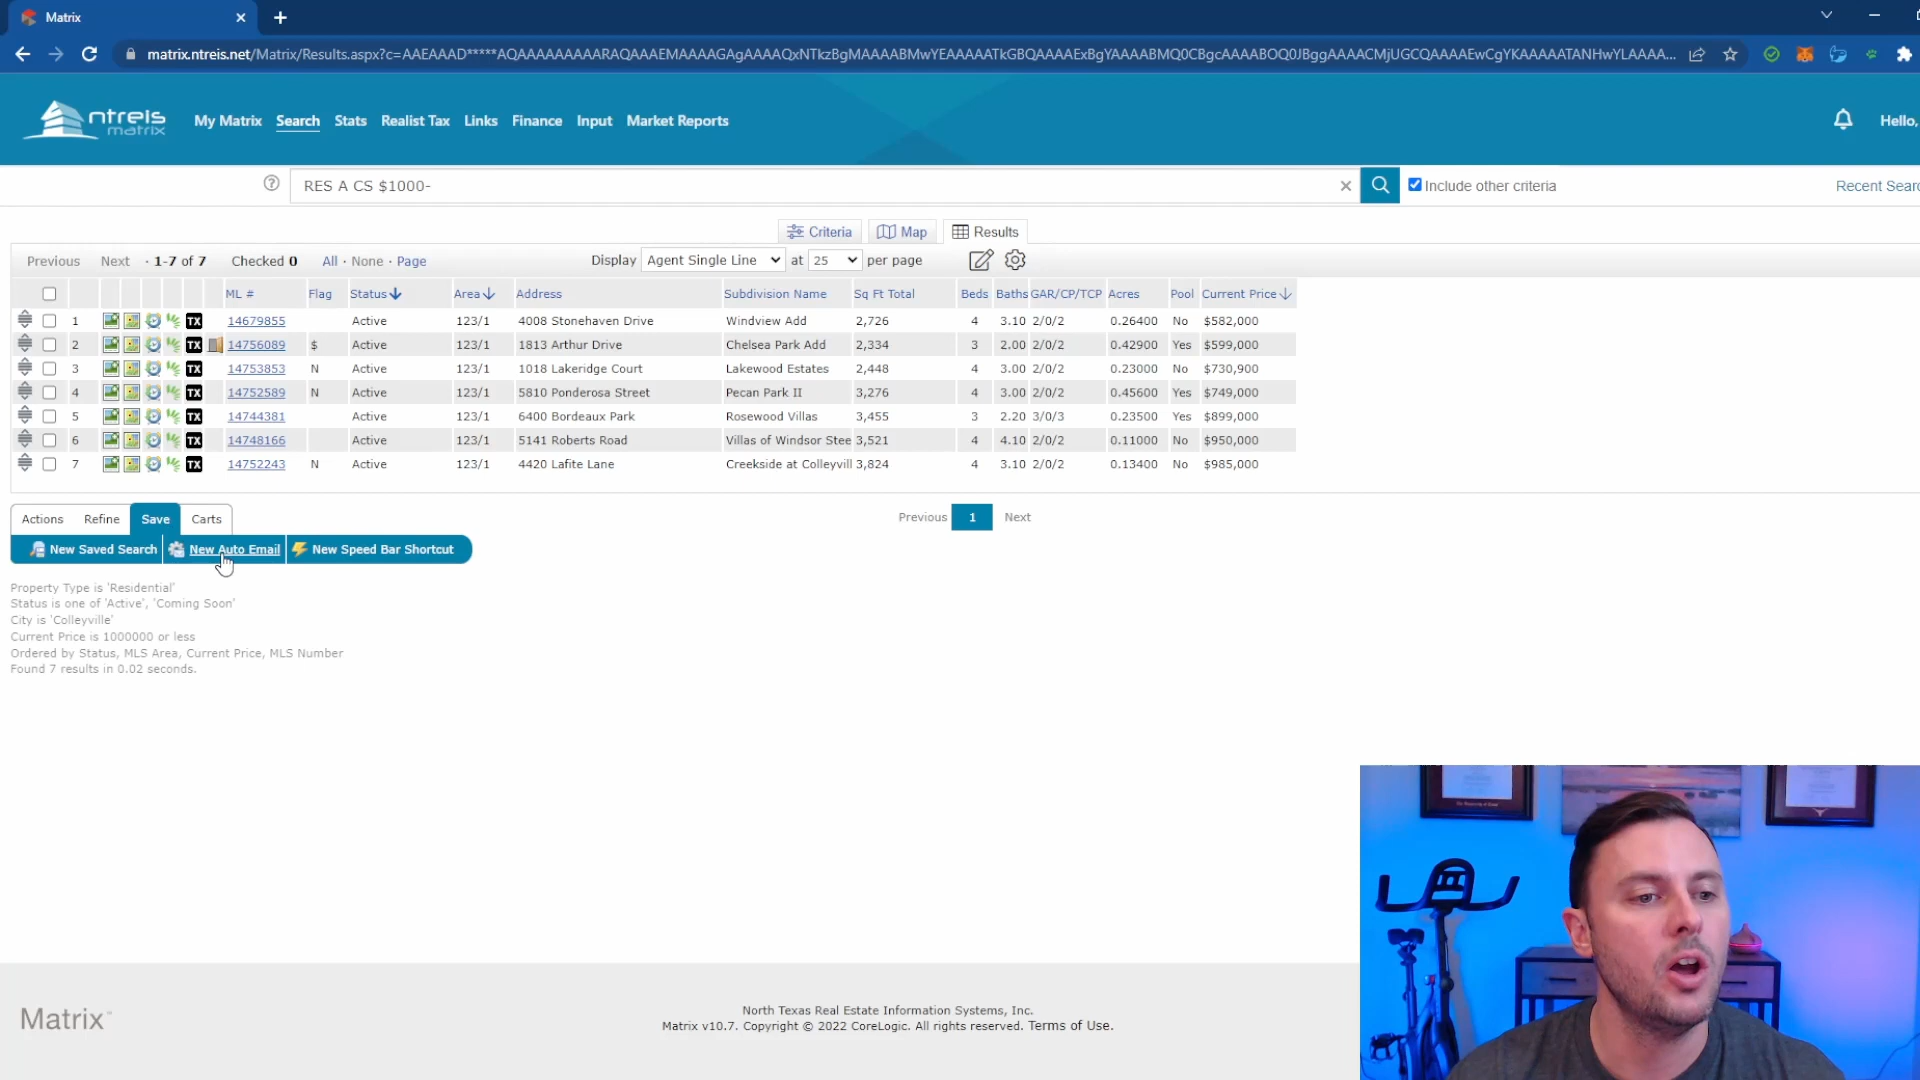 Matrix
matrix.ntreis.net/Matrix/Results.aspx?c=AAEAAAD*****AQAAAAAAAAARAQAAAEMAAAAGAgAAAAQxNTkzBgMAAAABMwYEAAAAATkGBQAAAAExBgYAAAABMQ0CBgcAAAABOQ0JBggAAAACMjUGCQAAAAEwCgYKAAAAATANHwYLAAAA...
ntreis matrix
My Matrix Search Stats Realist Tax Links Finance Input Market Reports
Hello,
RES A CS $1000-
Include other criteria
Criteria Map Results
Previous Next · 1-7 of 7 Checked 0 All · None · Page Display Agent Single Line at 25 per page
ML # Flag Status Area Address Subdivision Name Sq Ft Total Beds Baths GAR/CP/TCP Acres Pool Current Price
1 TX 14679855 Active 123/1 4008 Stonehaven Drive Windview Add 2,726 4 3.10 2/0/2 0.26400 No $582,000
2 TX 14756089 $ Active 123/1 1813 Arthur Drive Chelsea Park Add 2,334 3 2.00 2/0/2 0.42900 Yes $599,000
3 TX 14753853 N Active 123/1 1018 Lakeridge Court Lakewood Estates 2,448 4 3.00 2/0/2 0.23000 No $730,900
4 TX 14752589 N Active 123/1 5810 Ponderosa Street Pecan Park II 3,276 4 3.00 2/0/2 0.45600 Yes $749,000
5 TX 14744381 Active 123/1 6400 Bordeaux Park Rosewood Villas 3,455 3 2.20 3/0/3 0.23500 Yes $899,000
6 TX 14748166 Active 123/1 5141 Roberts Road Villas of Windsor Stee 3,521 4 4.10 2/0/2 0.11000 No $950,000
7 TX 14752243 N Active 123/1 4420 Lafite Lane Creekside at Colleyvill 3,824 4 3.10 2/0/2 0.13400 No $985,000
Actions Refine Save Carts
Previous 1 Next
New Saved Search New Auto Email New Speed Bar Shortcut
Property Type is 'Residential'
Status is one of 'Active', 'Coming Soon'
City is 'Colleyville'
Current Price is 1000000 or less
Ordered by Status, MLS Area, Current Price, MLS Number
Found 7 results in 0.02 seconds.
Matrix
North Texas Real Estate Information Systems, Inc.
Matrix v10.7. Copyright © 2022 CoreLogic. All rights reserved. Terms of Use.